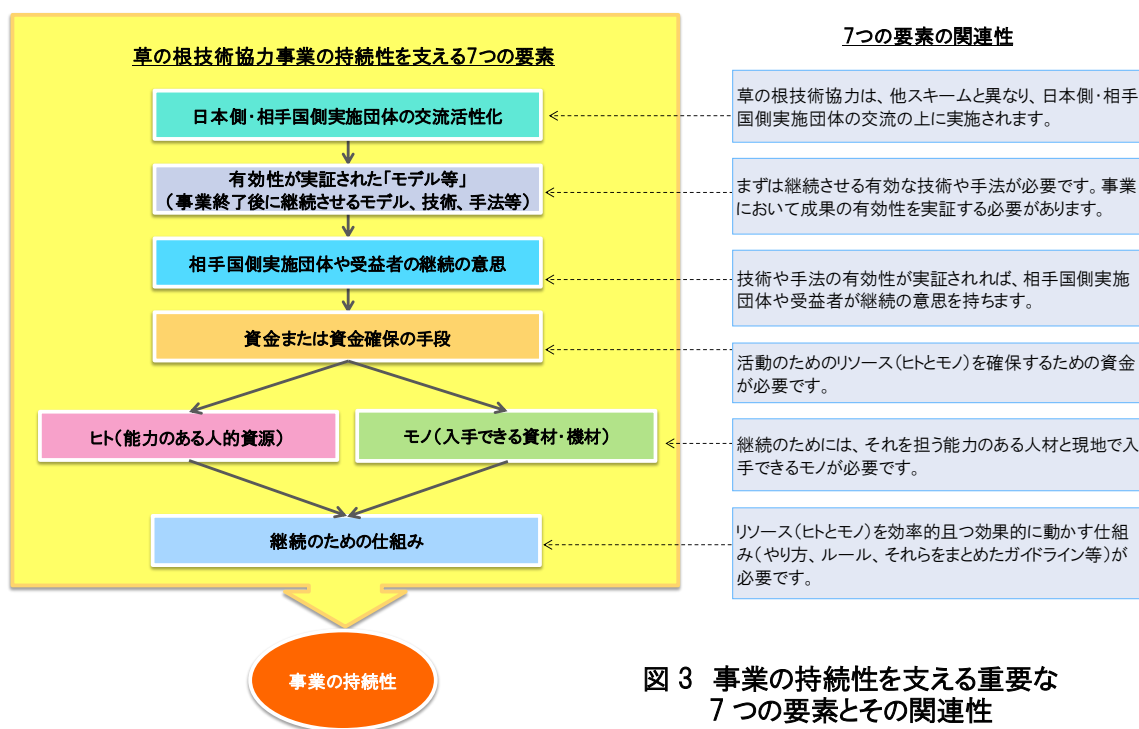 草の根技術協力事業の持続性を支える7つの要素
日本側・相手国側実施団体の交流活性化
有効性が実証された「モデル等」
（事業終了後に継続させるモデル、技術、手法等）
相手国側実施団体や受益者の継続の意思
資金または資金確保の手段
ヒト（能力のある人的資源）
モノ（入手できる資材・機材）
継続のための仕組み
事業の持続性
7つの要素の関連性
草の根技術協力は、他スキームと異なり、日本側・相手
国側実施団体の交流の上に実施されます。
まずは継続させる有効な技術や手法が必要です。事業
において成果の有効性を実証する必要があります。
技術や手法の有効性が実証されれば、相手国側実施
団体や受益者が継続の意思を持ちます。
活動のためのリソース（ヒトとモノ）を確保するための資金
が必要です。
継続のためには、それを担う能力のある人材と現地で入
手できるモノが必要です。
リソース（ヒトとモノ）を効率的且つ効果的に動かす仕組
み（やり方、ルール、それらをまとめたガイドライン等）が
必要です。
図 3 事業の持続性を支える重要な
7 つの要素とその関連性